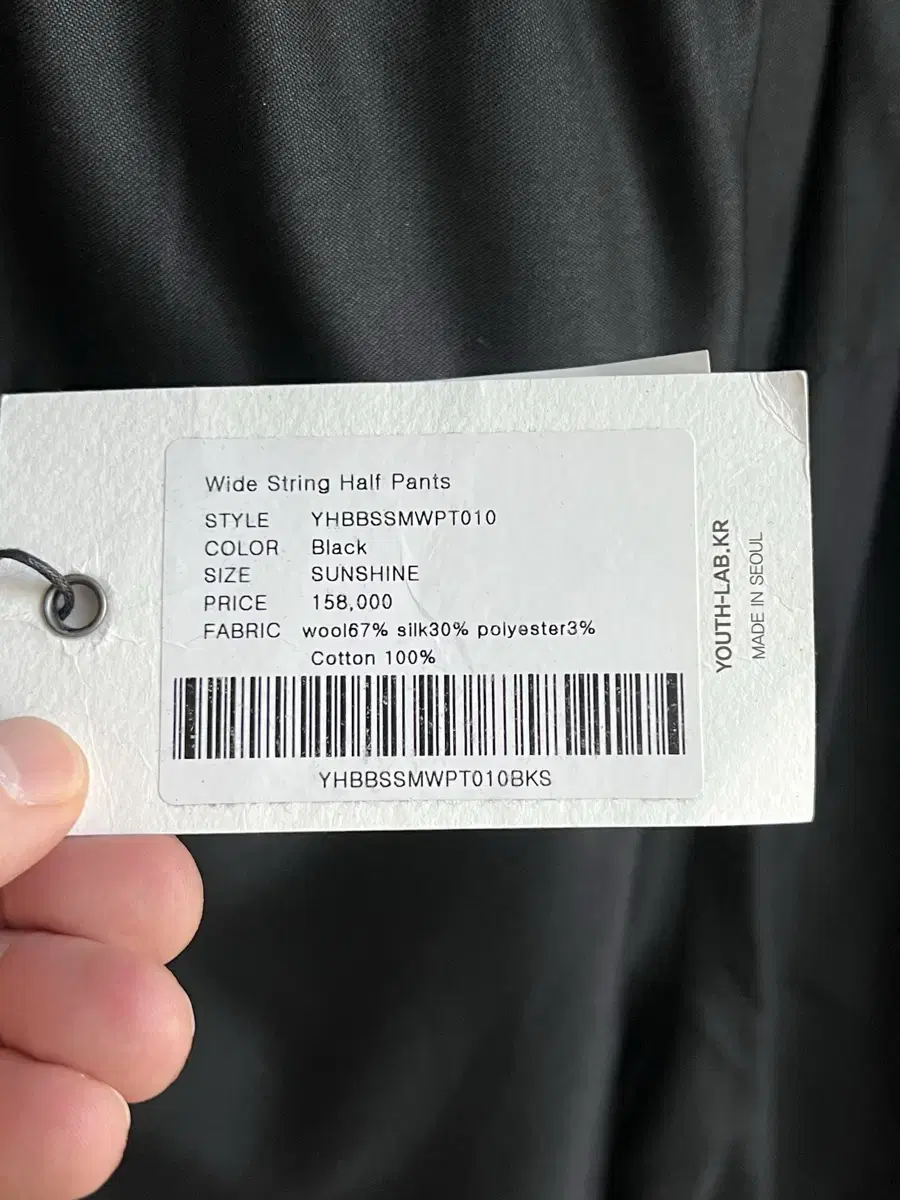 Wide String Half Pants
STYLE YHBBSSMWPT010
COLOR Black
SIZE SUNSHINE
PRICE 158,000
FABRIC wool67% silk30% polyester3%
Cotton 100%
YHBBSSMWPT010BKS
YOUTH-LAB.KR
MADE IN SEOUL